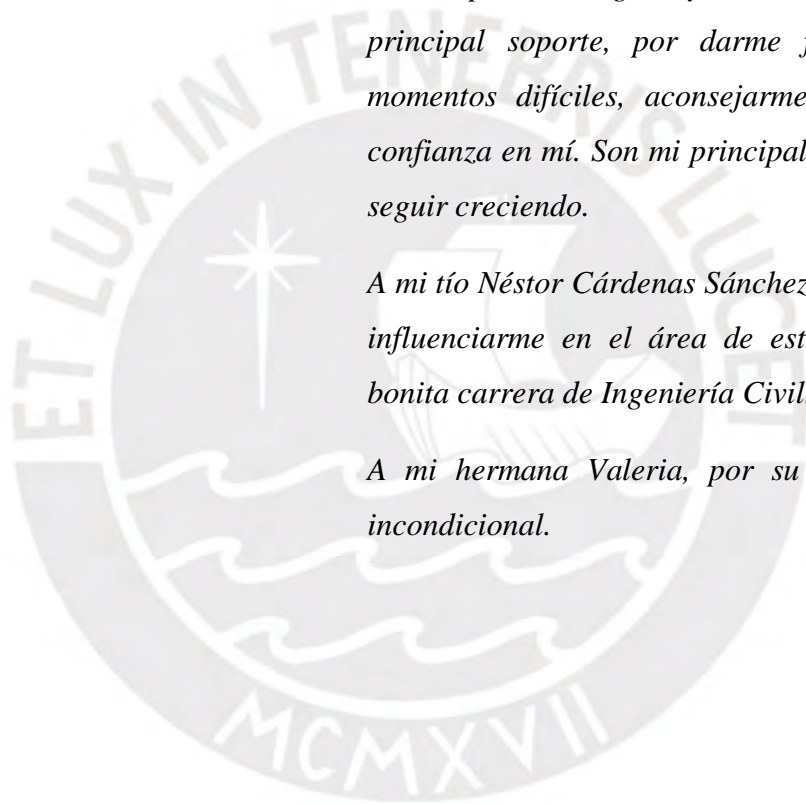 principal soporte, por darme
momentos difíciles, aconsejarme
confianza en mí. Son mi principal
seguir creciendo.
A mi tío Néstor Cárdenas Sánchez
influenciarme en el área de est
bonita carrera de Ingeniería Civil.
A mi hermana Valeria, por su
incondicional.
ET LUX IN TENEBRIS LUCET
MCMXVII